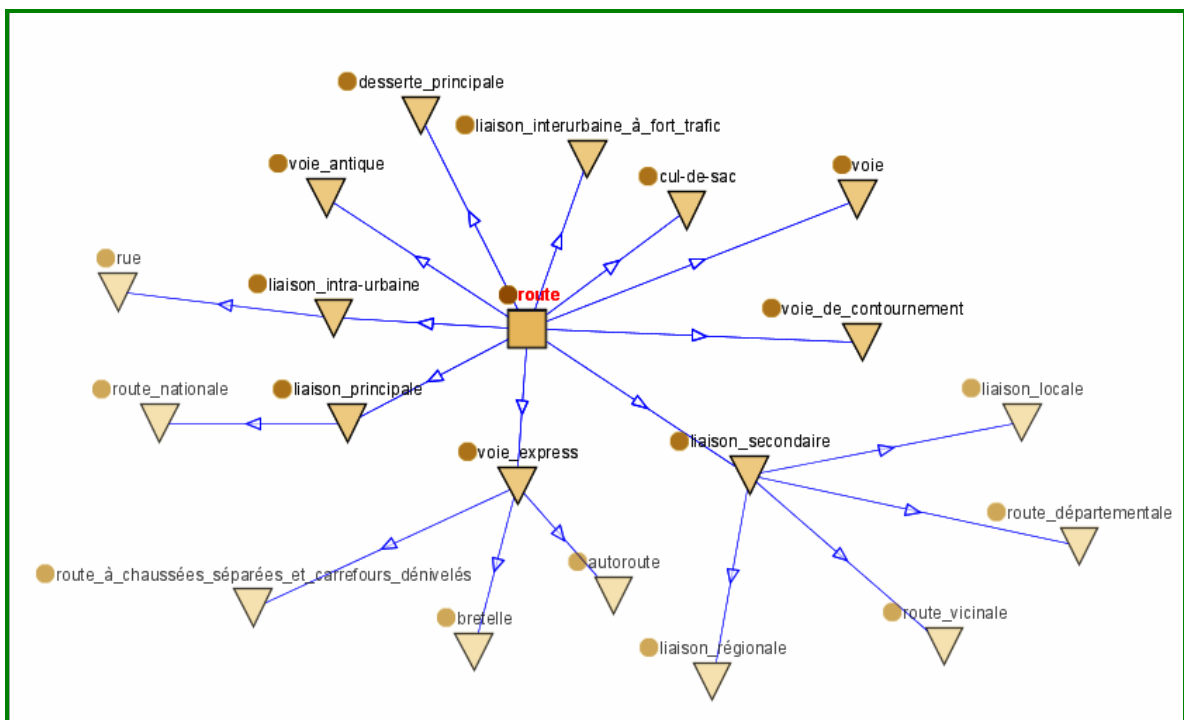 desserte_principale
liaison_interurbaine_à_fort_trafic
voie_antique
cul-de-sac
voie
rue
liaison_intra-urbaine
route
voie_de_contournement
route_nationale
liaison_principale
liaison_locale
voie_express
liaison_secondaire
route_départementale
autoroute
route_à_chaussées_séparées_et_carrefours_dénivelés
bretelle
route_vicinale
liaison_régionale